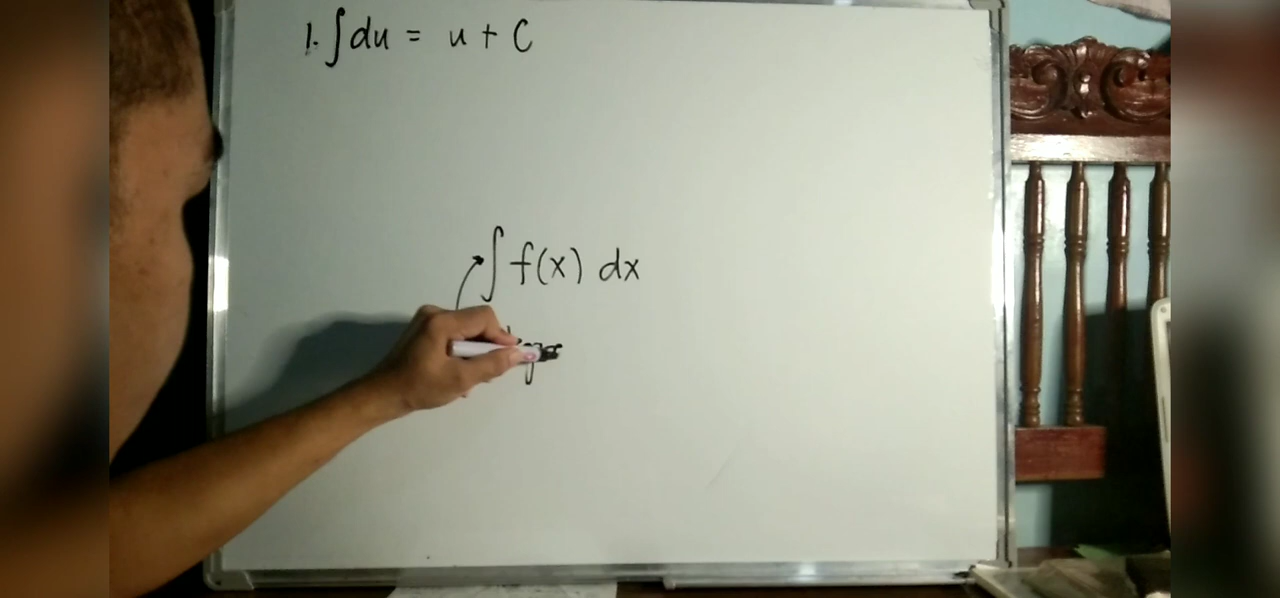 1. ∫du = u + C
∫ f(x) dx